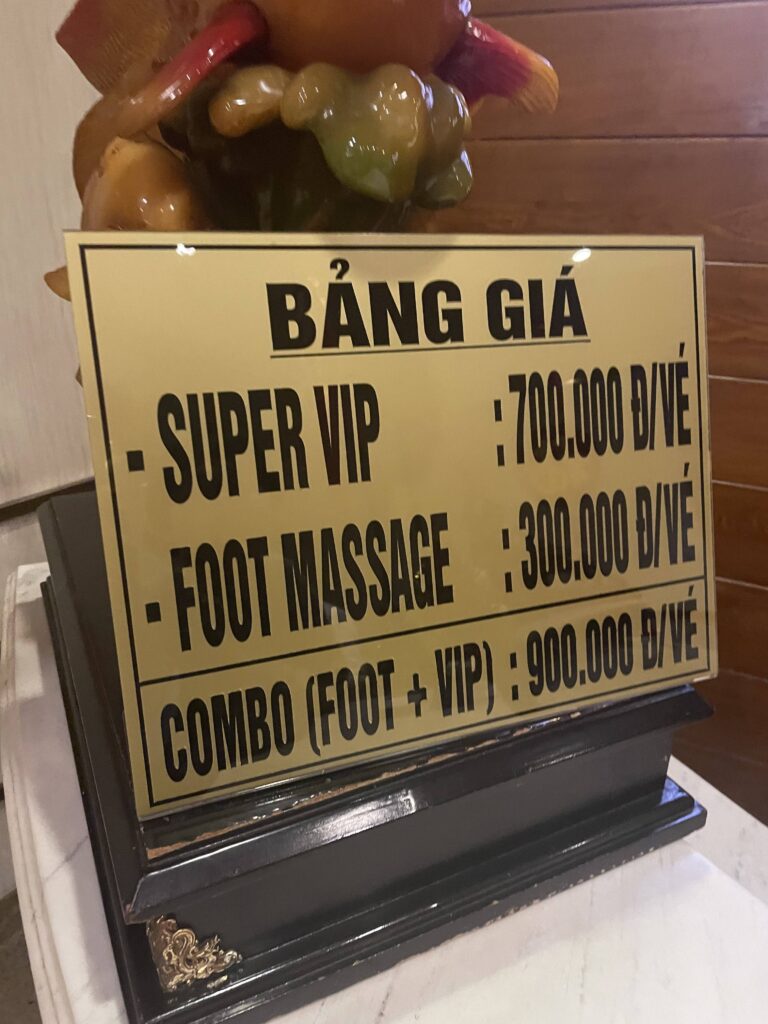 BẢNG GIÁ
- SUPER VIP : 700.000 Đ/VÉ
- FOOT MASSAGE : 300.000 Đ/VÉ
COMBO (FOOT + VIP) : 900.000 Đ/VÉ